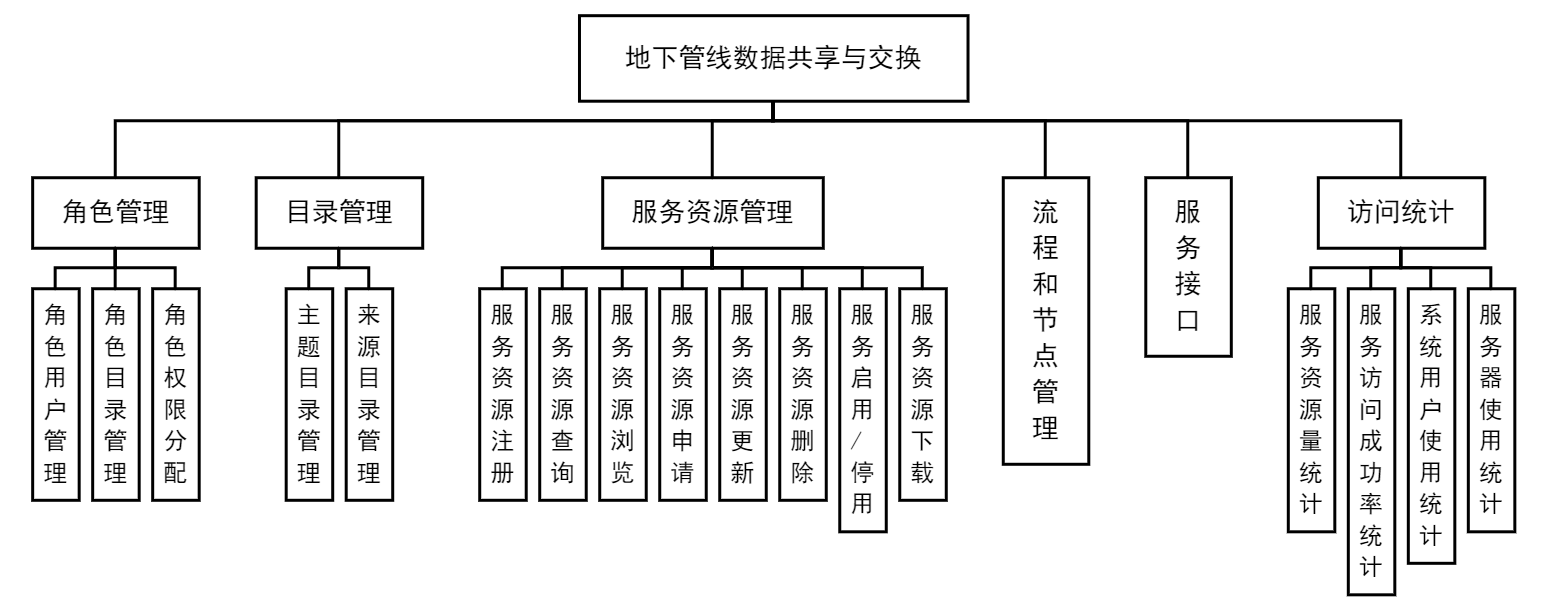 地下管线数据共享与交换
角色管理
目录管理
服务资源管理
流程和节点管理
服务接口
访问统计
角色用户管理
角色目录管理
角色权限分配
主题目录管理
来源目录管理
服务资源注册
服务资源查询
服务资源浏览
服务资源申请
服务资源更新
服务资源删除
服务启用/停用
服务资源下载
服务资源量统计
服务访问成功率统计
系统用户使用统计
服务器使用统计